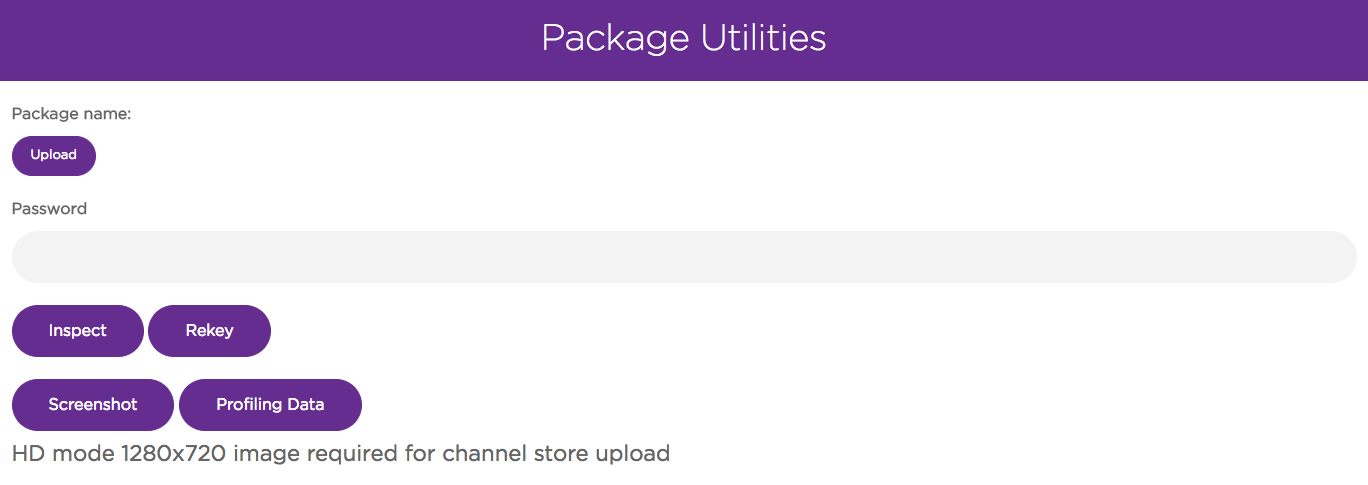 Package Utilities
Package name:
Upload
Password
Inspect Rekey
Screenshot Profiling Data
HD mode 1280x720 image required for channel store upload